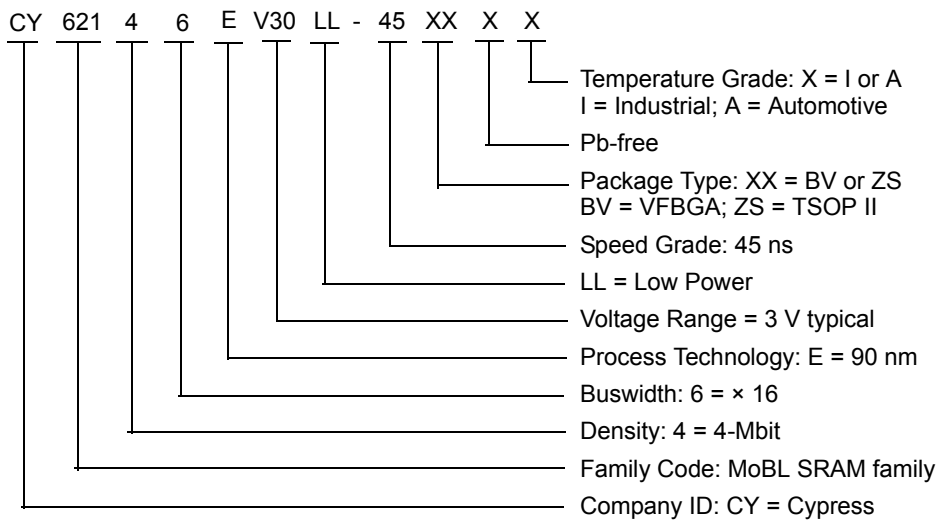 CY 621 4 6 E V30 LL - 45 XX X X
Temperature Grade: X = I or A
I = Industrial; A = Automotive
Pb-free
Package Type: XX = BV or ZS
BV = VFBGA; ZS = TSOP II
Speed Grade: 45 ns
LL = Low Power
Voltage Range = 3 V typical
Process Technology: E = 90 nm
Buswidth: 6 = × 16
Density: 4 = 4-Mbit
Family Code: MoBL SRAM family
Company ID: CY = Cypress